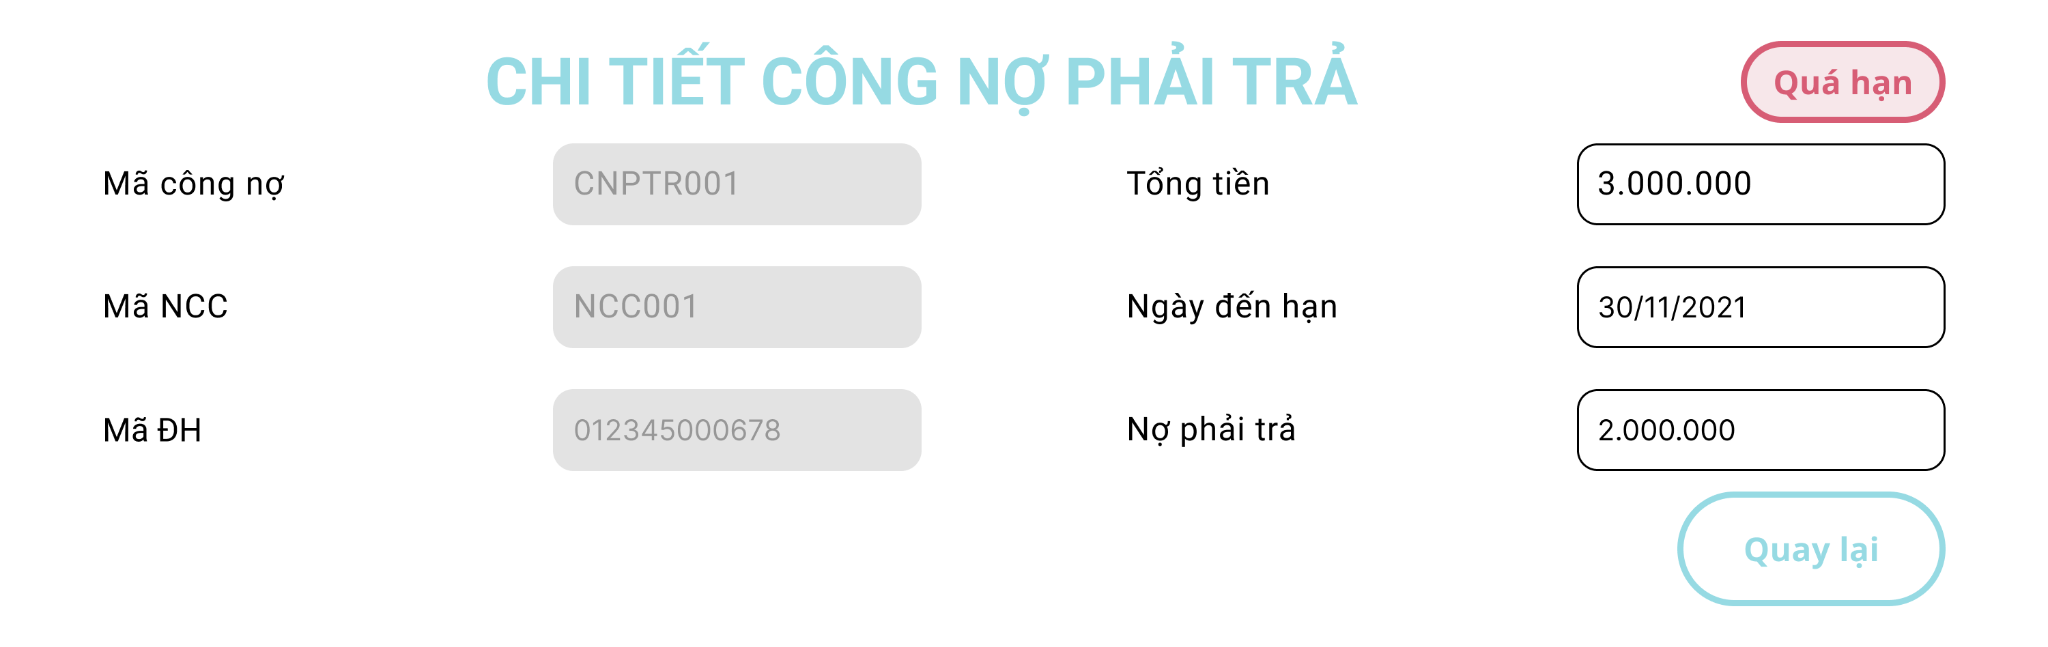 CHI TIẾT CÔNG NỢ PHẢI TRẢ
Quá hạn
Mã công nợ CNPTR001 Tổng tiền 3.000.000
Mã NCC NCC001 Ngày đến hạn 30/11/2021
Mã ĐH 012345000678 Nợ phải trả 2.000.000
Quay lại